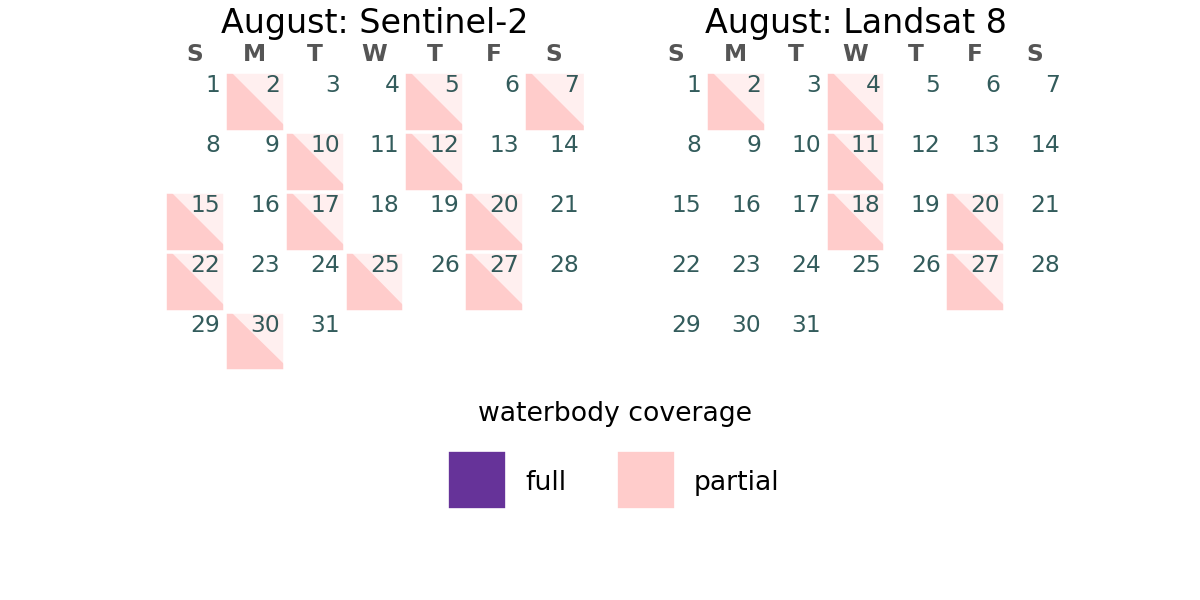 August: Sentinel-2
S M T W T F S
1 2 3 4 5 6 7
8 9 10 11 12 13 14
15 16 17 18 19 20 21
22 23 24 25 26 27 28
29 30 31
August: Landsat 8
S M T W T F S
1 2 3 4 5 6 7
8 9 10 11 12 13 14
15 16 17 18 19 20 21
22 23 24 25 26 27 28
29 30 31
waterbody coverage
full partial